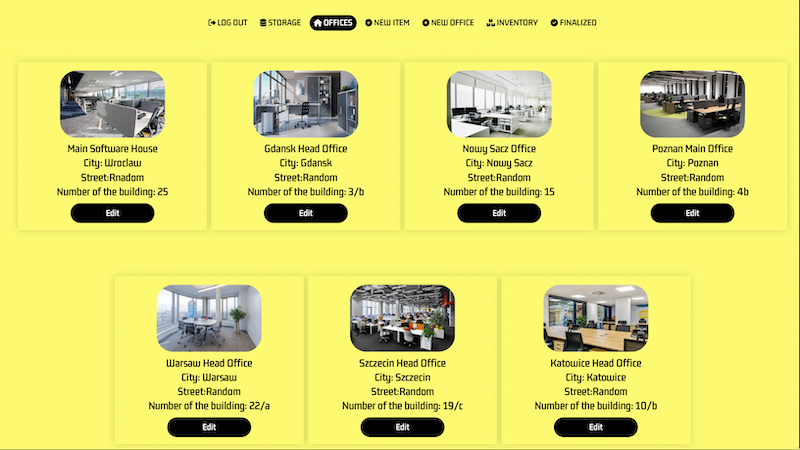 LOG OUT STORAGE OFFICES NEW ITEM NEW OFFICE INVENTORY FINALIZED
Main Software House
City: Wroclaw
Street:Rnadom
Number of the building: 25
Edit
Gdansk Head Office
City: Gdansk
Street:Random
Number of the building: 3/b
Edit
Nowy Sacz Office
City: Nowy Sacz
Street:Random
Number of the building: 15
Edit
Poznan Main Office
City: Poznan
Street:Random
Number of the building: 4b
Edit
Warsaw Head Office
City: Warsaw
Street:Random
Number of the building: 22/a
Edit
Szczecin Head Office
City: Szczecin
Street:Random
Number of the building: 19/c
Edit
Katowice Head Office
City: Katowice
Street:Random
Number of the building: 10/b
Edit